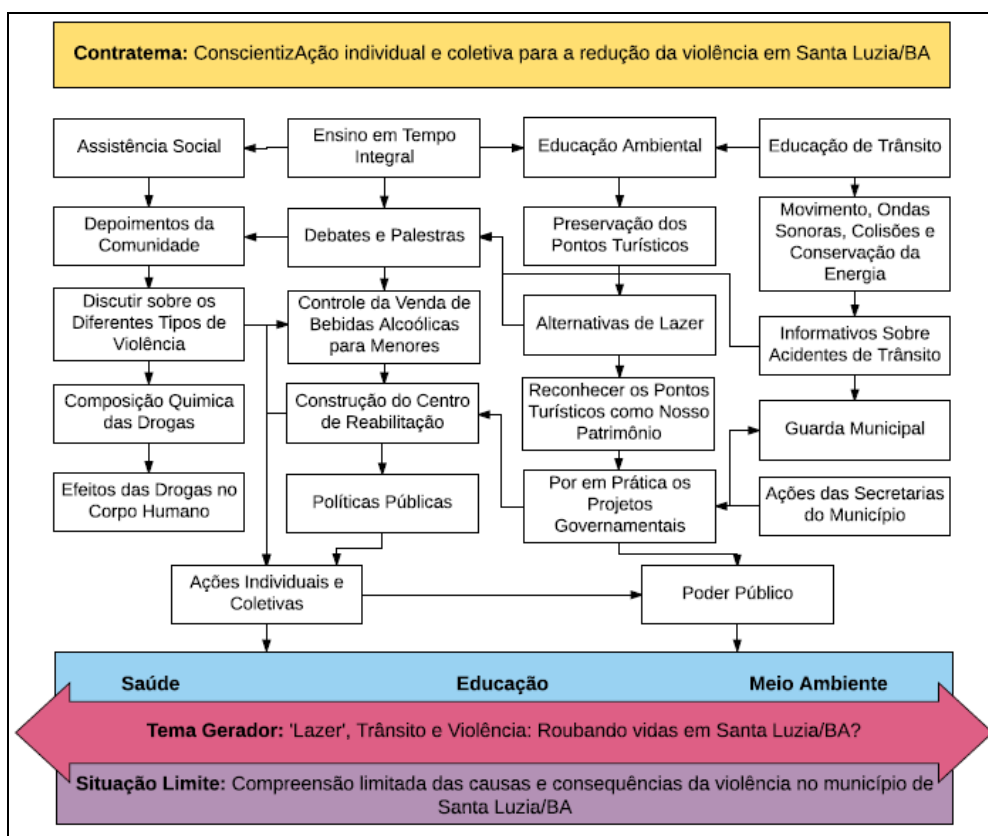 Contratema: ConscientizAção individual e coletiva para a redução da violência em Santa Luzia/BA
Assistência Social
Ensino em Tempo
Integral
Educação Ambiental
Educação de Trânsito
Depoimentos da
Comunidade
Debates e Palestras
Preservação dos
Pontos Turísticos
Movimento, Ondas
Sonoras, Colisões e
Conservação da
Energia
Discutir sobre os
Diferentes Tipos de
Violência
Controle da Venda de
Bebidas Alcoólicas
para Menores
Alternativas de Lazer
Informativos Sobre
Acidentes de Trânsito
Composição Quimica
das Drogas
Construção do Centro
de Reabilitação
Reconhecer os Pontos
Turísticos como Nosso
Patrimônio
Guarda Municipal
Efeitos das Drogas no
Corpo Humano
Políticas Públicas
Por em Prática os
Projetos
Governamentais
Ações das Secretarias
do Município
Ações Individuais e
Coletivas
Poder Público
Saúde
Educação
Meio Ambiente
Tema Gerador: 'Lazer', Trânsito e Violência: Roubando vidas em Santa Luzia/BA?
Situação Limite: Compreensão limitada das causas e consequências da violência no município de
Santa Luzia/BA